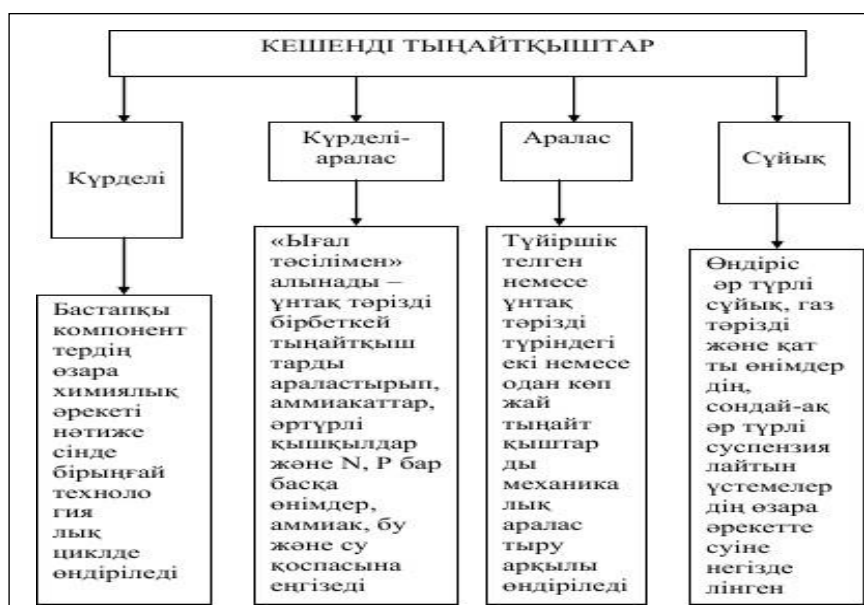 КЕШЕНДІ ТЫҢАЙТҚЫШТАР
Күрделі
Күрделі-
аралас
Аралас
Сұйық
Бастапқы
компонент
тердің
өзара
химиялық
әрекеті
нәтиже
сінде
бірыңғай
техноло
гия
лық
циклде
өндіріледі
«Ығал
тәсілімен»
алынады –
ұнтақ тәрізді
бірбеткей
тыңайтқыш
тарды
араластырып,
аммиакаттар,
әртүрлі
қышқылдар
және N, P бар
басқа
өнімдер,
аммиак, бу
және су
қоспасына
еңгізеді
Түйіршік
телген
немесе
ұнтақ
тәрізді
түріндегі
екі немесе
одан көп
жай
тыңайт
қыштар
ды
механика
лық
аралас
тыру
арқылы
өндіріледі
Өндіріс
әр түрлі
сұйық, газ
тәрізді
және қат
ты өнімдер
дің,
сондай-ақ
әр түрлі
суспензия
лайтын
үстемелер
дің өзара
әрекетте
суіне
негізде
лінген